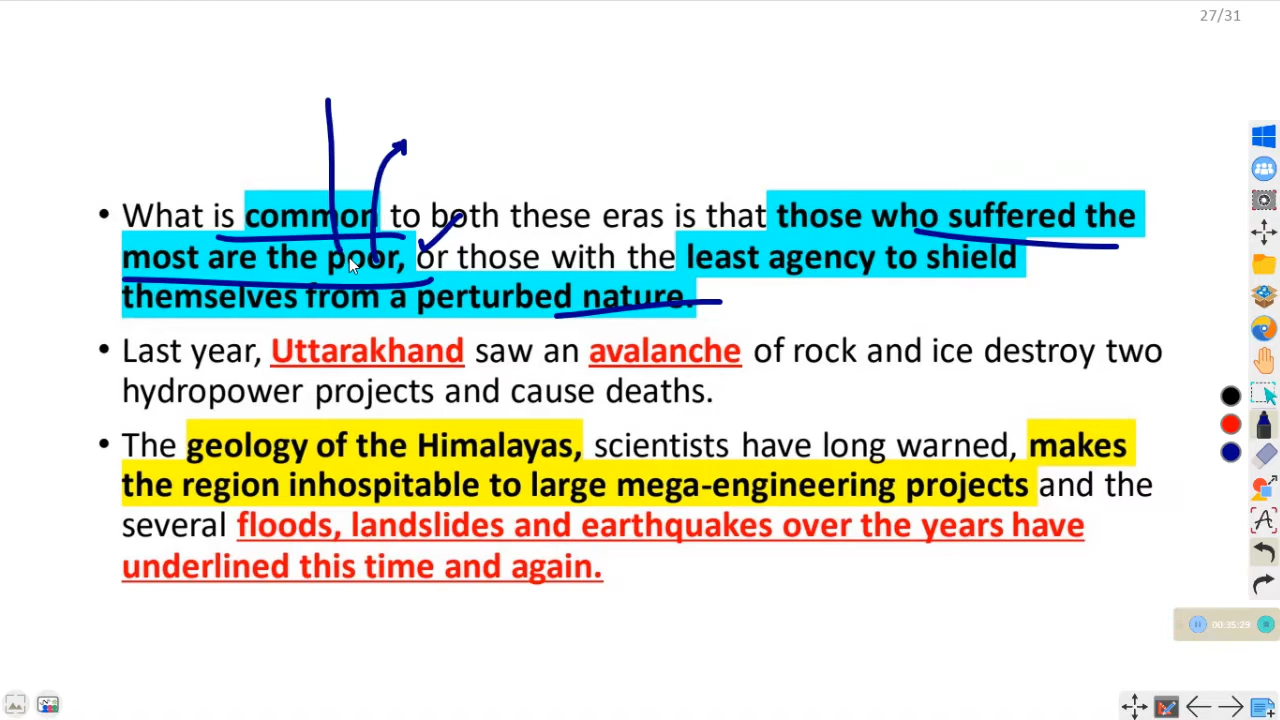 27/31
• What is common to both these eras is that those who suffered the
most are the poor, or those with the least agency to shield
themselves from a perturbed nature.
• Last year, Uttarakhand saw an avalanche of rock and ice destroy two
hydropower projects and cause deaths.
• The geology of the Himalayas, scientists have long warned, makes
the region inhospitable to large mega-engineering projects and the
several floods, landslides and earthquakes over the years have
underlined this time and again.
00:35:29